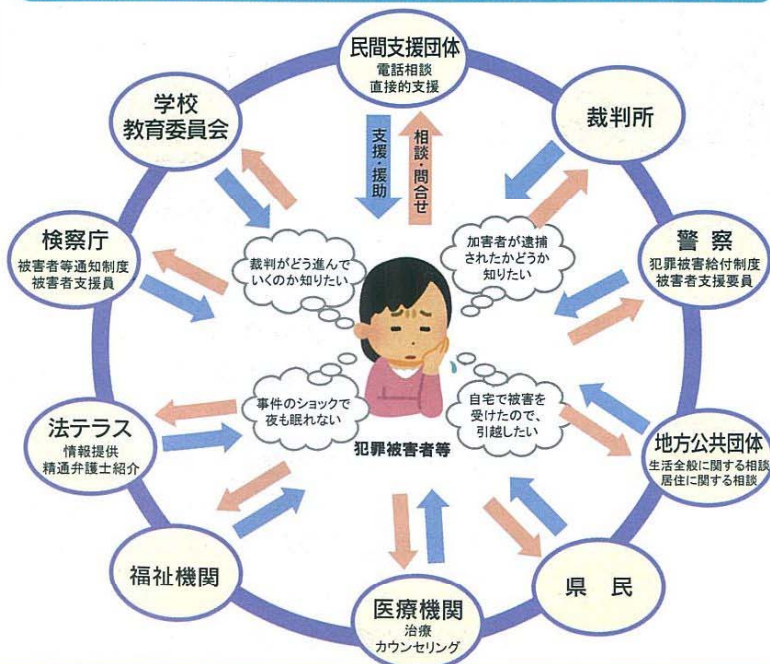 民間支援団体
電話相談
直接的支援
裁判所
警察
犯罪被害給付制度
被害者支援要員
地方公共団体
生活全般に関する相談
居住に関する相談
県民
医療機関
治療
カウンセリング
福祉機関
法テラス
情報提供
精通弁護士紹介
検察庁
被害者等通知制度
被害者支援員
学校
教育委員会
支援・援助
相談・問合せ
裁判がどう進んで
いくのか知りたい
加害者が逮捕
されたかどうか
知りたい
事件のショックで
夜も眠れない
自宅で被害を
受けたので、
引越したい
犯罪被害者等